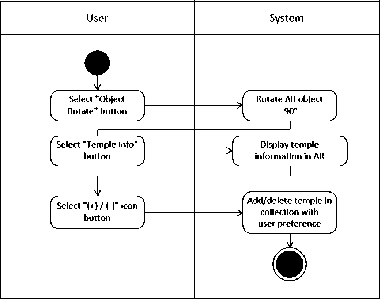 User
System
Select "Object
Rotate" button
Rotate AR object
90°
Select "Temple Info"
button
Display temple
information in AR
Select "(+) / (-)" icon
button
Add/delete temple in
collection with
user preference